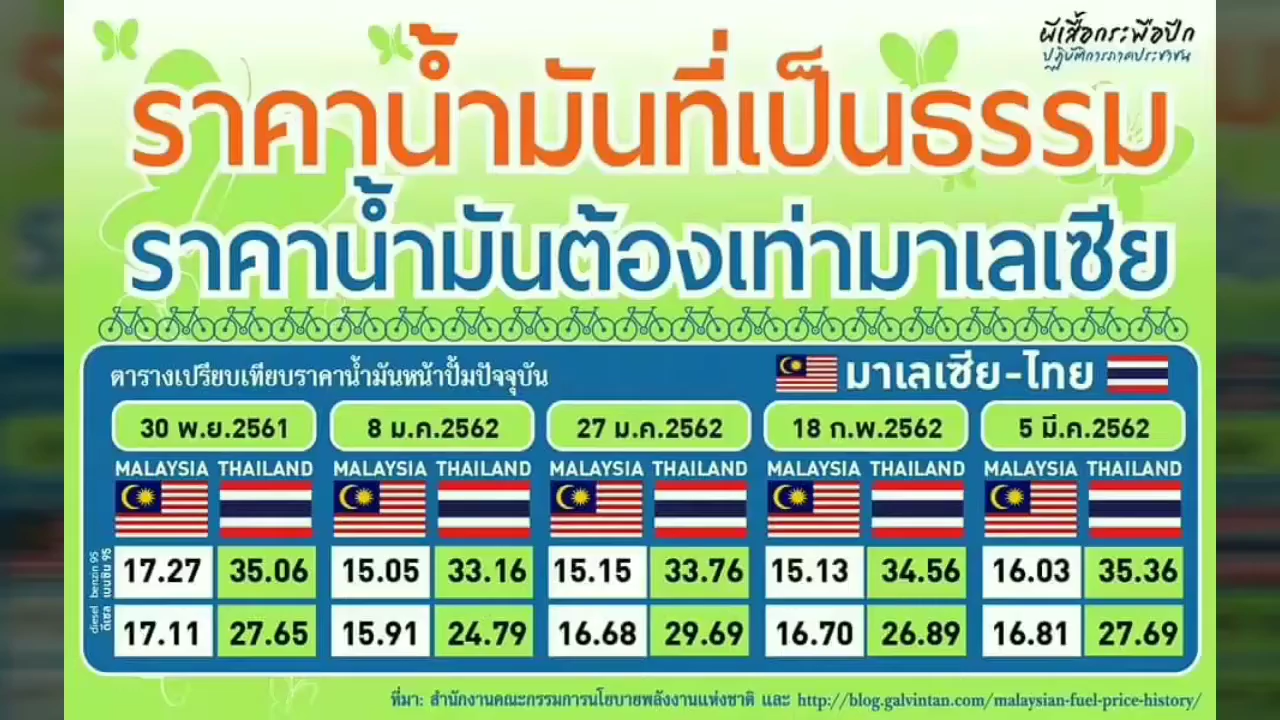 ผีเสื้อกระพือปีก
ปฏิบัติการภาคประชาชน
ราคาน้ำมันที่เป็นธรรม
ราคาน้ำมันต้องเท่ามาเลเซีย
ตารางเปรียบเทียบราคาน้ำมันหน้าปั้มปัจจุบัน
มาเลเซีย-ไทย
30 พ.ย.2561 8 ม.ค.2562 27 ม.ค.2562 18 ก.พ.2562 5 มี.ค.2562
MALAYSIA THAILAND MALAYSIA THAILAND MALAYSIA THAILAND MALAYSIA THAILAND MALAYSIA THAILAND
benzin 95
เบนซิน 95
17.27 35.06 15.05 33.16 15.15 33.76 15.13 34.56 16.03 35.36
diesel
ดีเซล
17.11 27.65 15.91 24.79 16.68 29.69 16.70 26.89 16.81 27.69
ที่มา: สำนักงานคณะกรรมการนโยบายพลังงานแห่งชาติ และ http://blog.galvintan.com/malaysian-fuel-price-history/